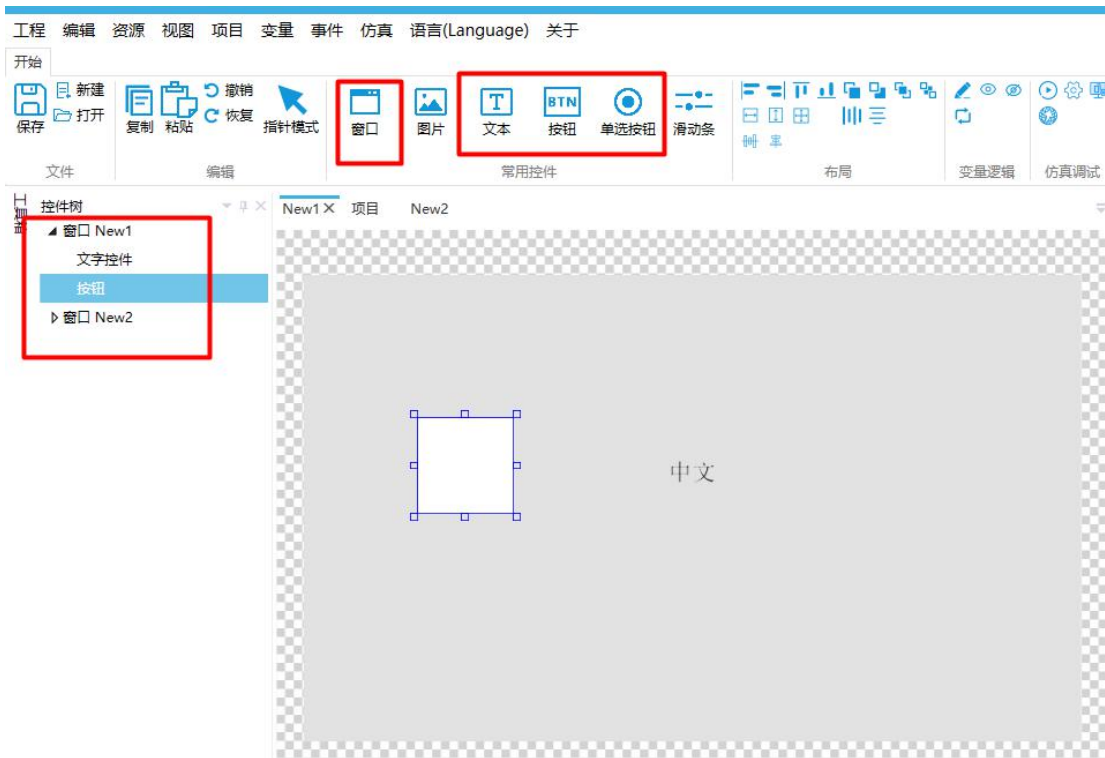 工程 编辑 资源 视图 项目 变量 事件 仿真 语言(Language) 关于
开始
保存 新建 打开 复制 粘贴 撤销 恢复 指针模式 窗口 图片 T 文本 BTN 按钮 单选按钮 滑动条
文件 编辑 常用控件 布局 变量逻辑 仿真调试
控件树
New1 项目 New2
窗口 New1
文字控件
按钮
窗口 New2
中文